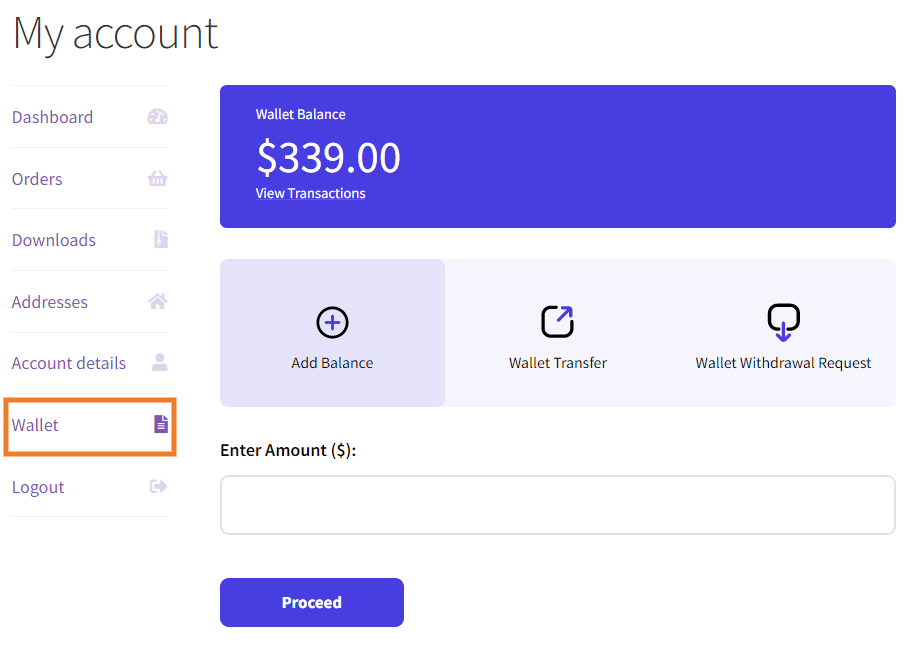 My account
Dashboard
Orders
Downloads
Addresses
Account details
Wallet
Logout
Wallet Balance
$339.00
View Transactions
Add Balance
Wallet Transfer
Wallet Withdrawal Request
Enter Amount ($):
Proceed